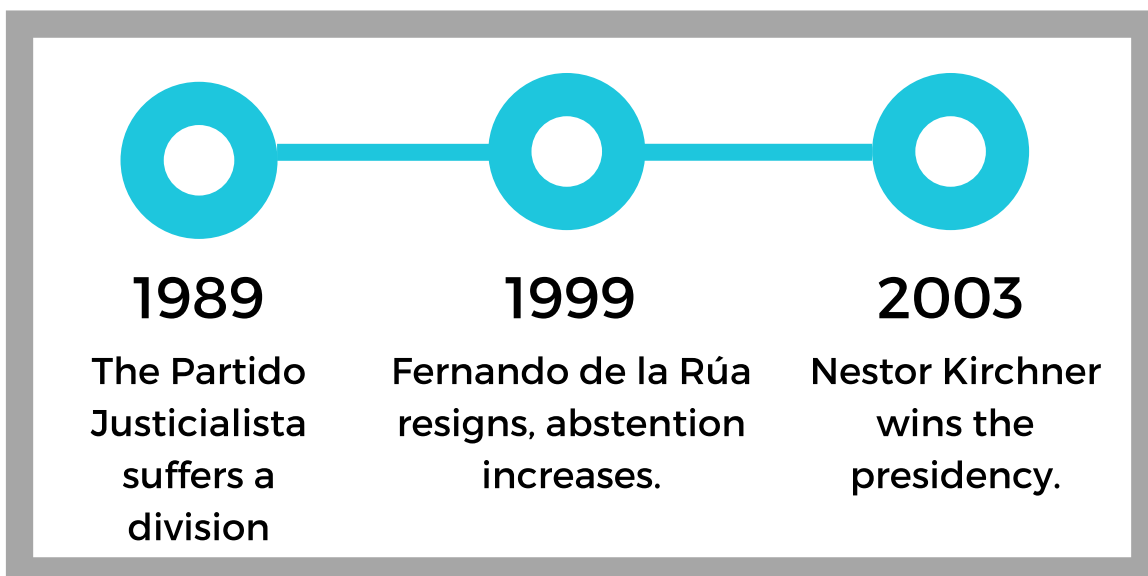 1989
The Partido
Justicialista
suffers a
division
1999
Fernando de la Rúa
resigns, abstention
increases.
2003
Nestor Kirchner
wins the
presidency.